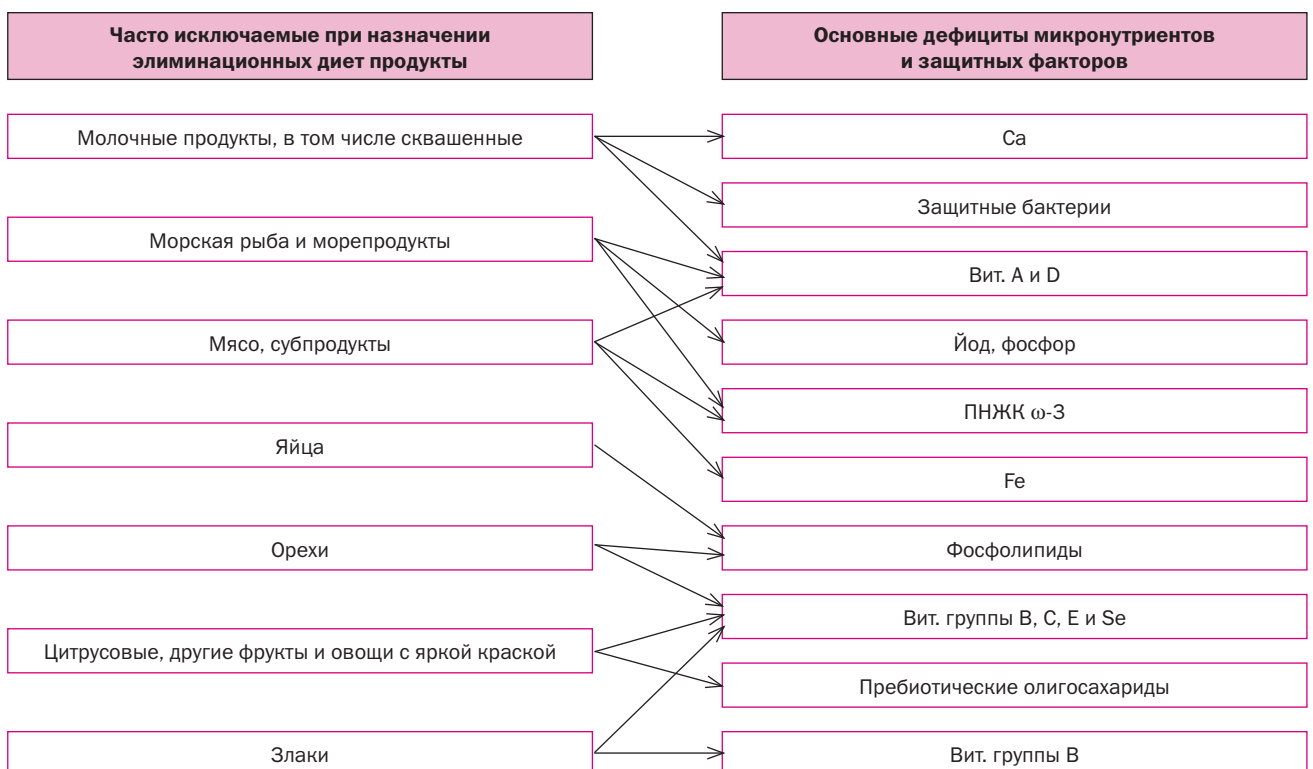 Часто исключаемые при назначении
элиминационных диет продукты
Основные дефициты микронутриентов
и защитных факторов
Молочные продукты, в том числе сквашенные
Ca
Защитные бактерии
Морская рыба и морепродукты
Вит. А и D
Мясо, субпродукты
Йод, фосфор
ПНЖК ω-3
Яйца
Fe
Орехи
Фосфолипиды
Вит. группы В, С, Е и Se
Цитрусовые, другие фрукты и овощи с яркой краской
Пребиотические олигосахариды
Злаки
Вит. группы В